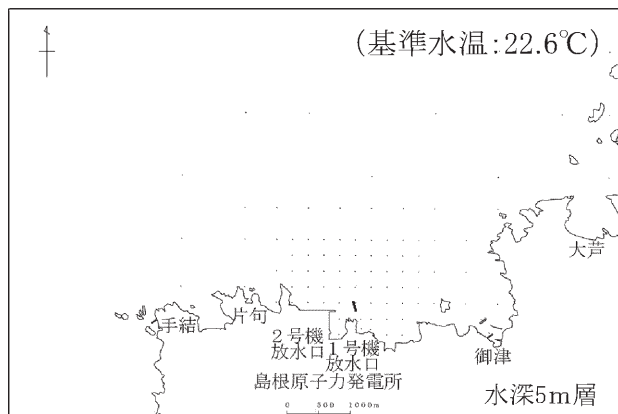 (基準水温:22.6℃)
大芦
手結
片句
2号機
放水口
1号機
放水口
御津
島根原子力発電所
水深5m層
0 500 1000m